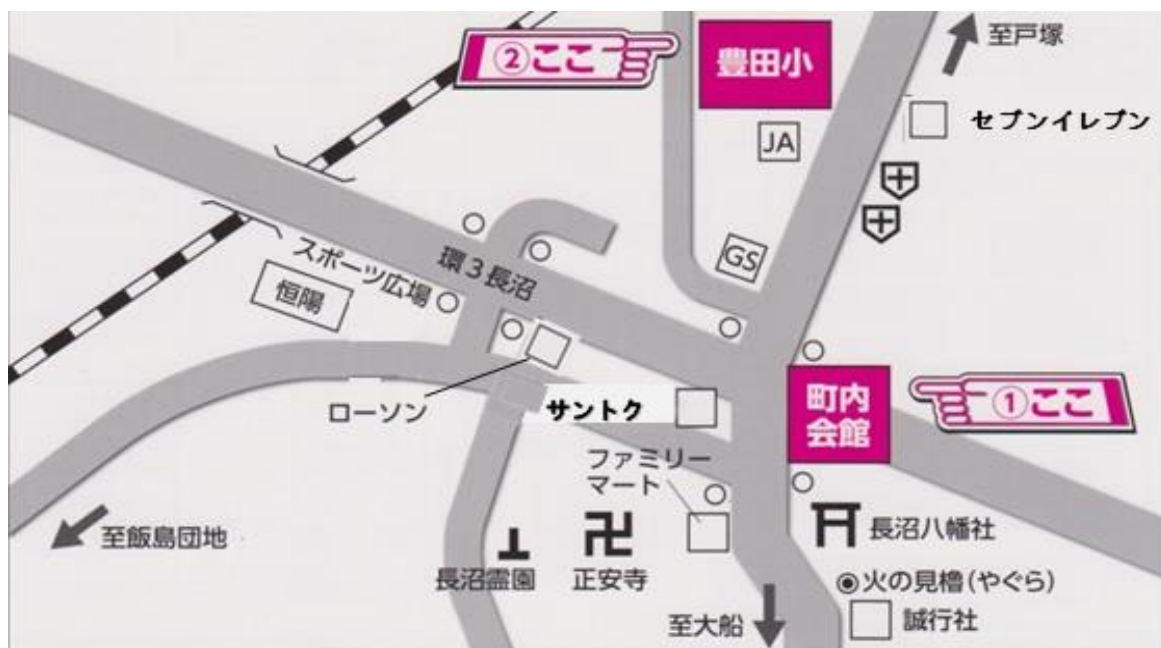 至戸塚
②ここ
豊田小
セブンイレブン
JA
GS
環3長沼
スポーツ広場
恒陽
ローソン
サントク
町内
会館
①ここ
ファミリー
マート
至飯島団地
長沼霊園
卍
正安寺
長沼八幡社
火の見櫓(やぐら)
至大船
誠行社